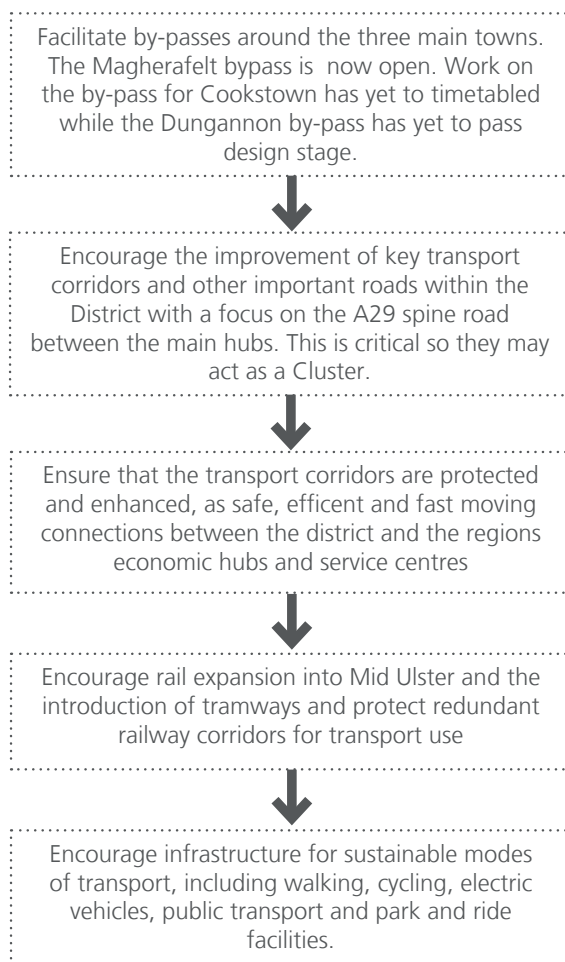 Facilitate by-passes around the three main towns.
The Magherafelt bypass is now open. Work on
the by-pass for Cookstown has yet to timetabled
while the Dungannon by-pass has yet to pass
design stage.
Encourage the improvement of key transport
corridors and other important roads within the
District with a focus on the A29 spine road
between the main hubs. This is critical so they may
act as a Cluster.
Ensure that the transport corridors are protected
and enhanced, as safe, efficent and fast moving
connections between the district and the regions
economic hubs and service centres
Encourage rail expansion into Mid Ulster and the
introduction of tramways and protect redundant
railway corridors for transport use
Encourage infrastructure for sustainable modes
of transport, including walking, cycling, electric
vehicles, public transport and park and ride
facilities.